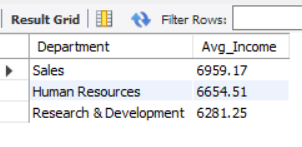 Result Grid Filter Rows:
Department Avg_Income
Sales 6959.17
Human Resources 6654.51
Research & Development 6281.25